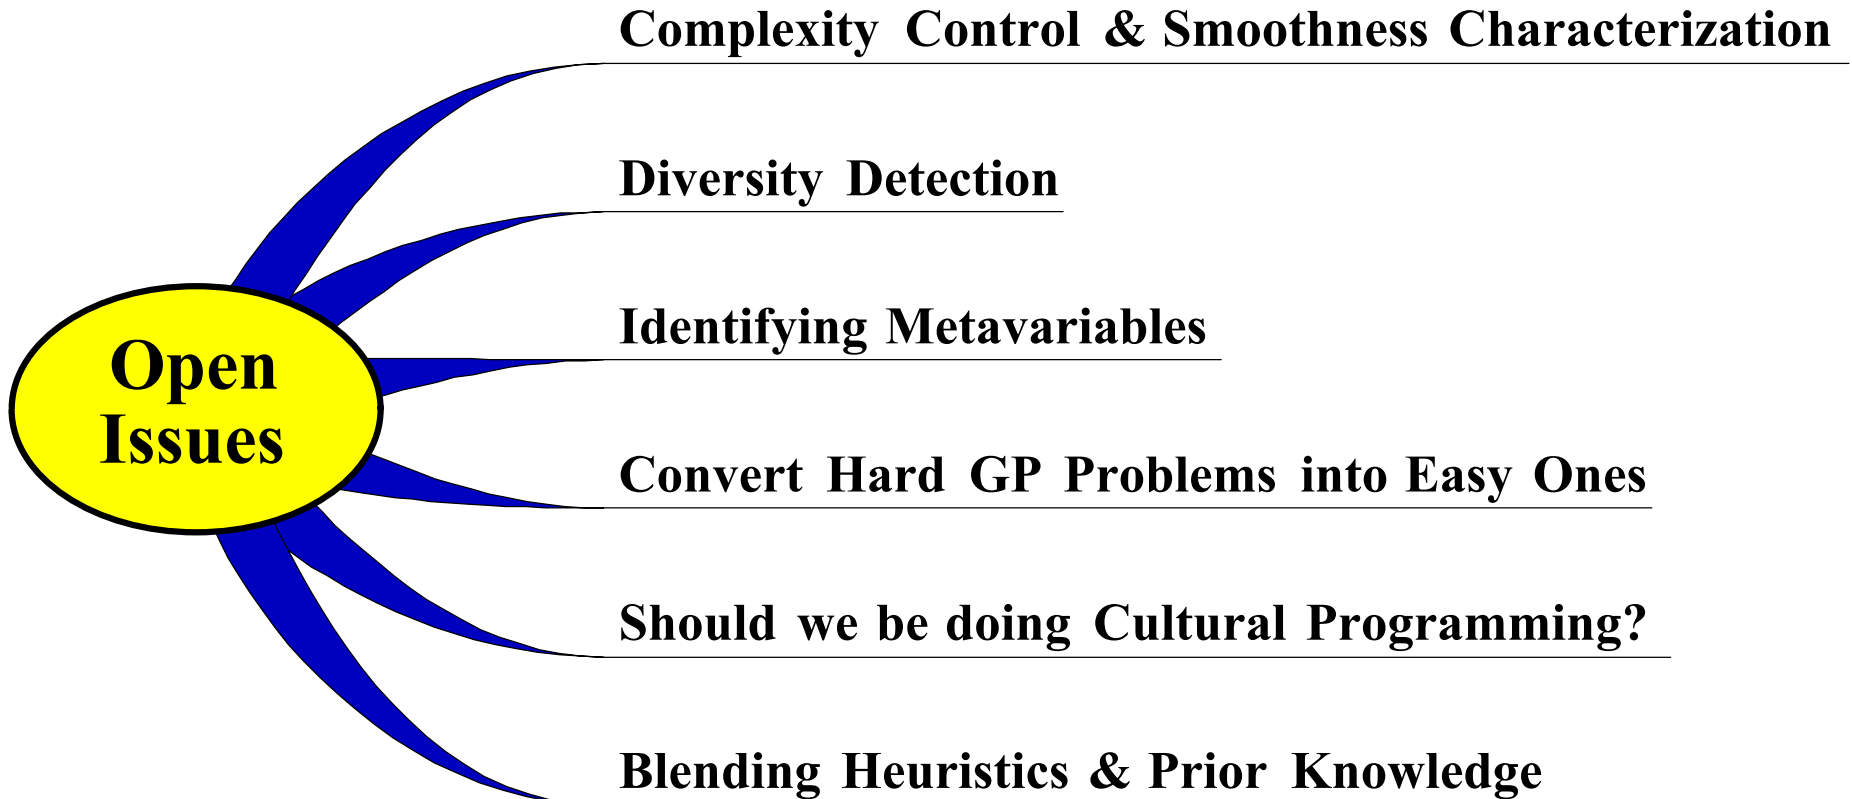 Complexity Control & Smoothness Characterization
Diversity Detection
Identifying Metavariables
Open
Issues
Convert Hard GP Problems into Easy Ones
Should we be doing Cultural Programming?
Blending Heuristics & Prior Knowledge